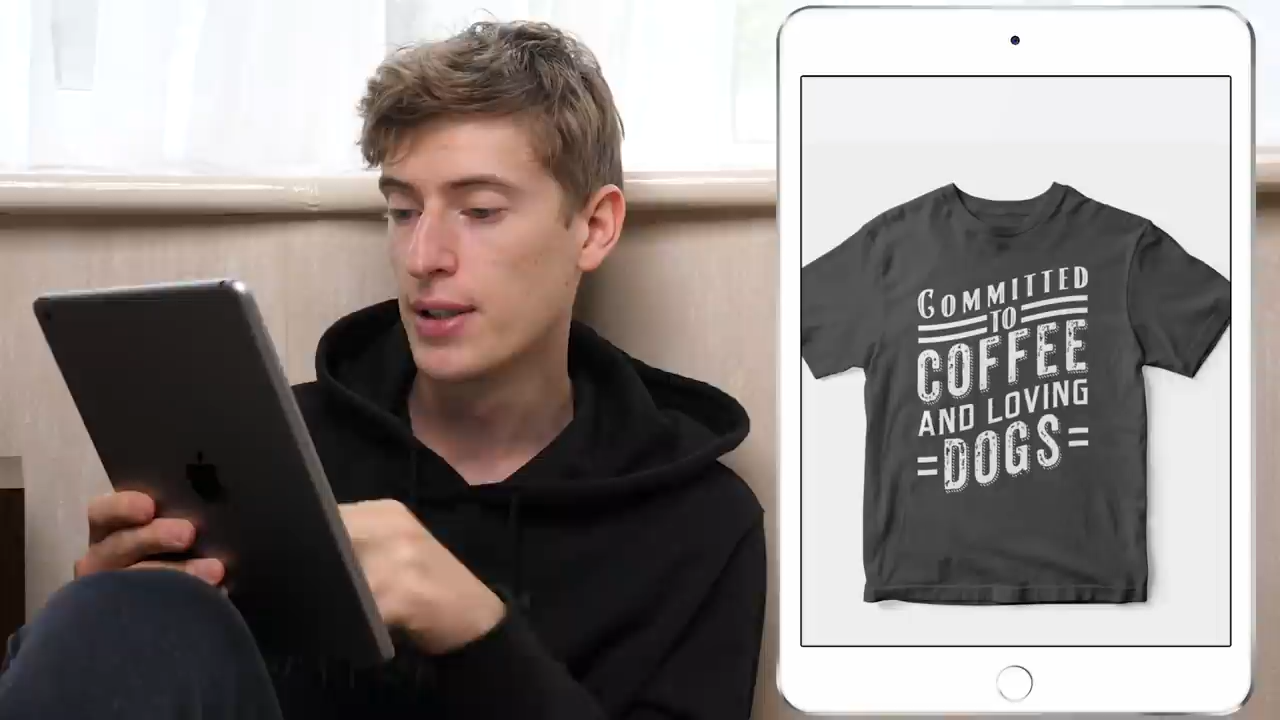 COMMITTED
TO
COFFEE
AND LOVING
DOGS